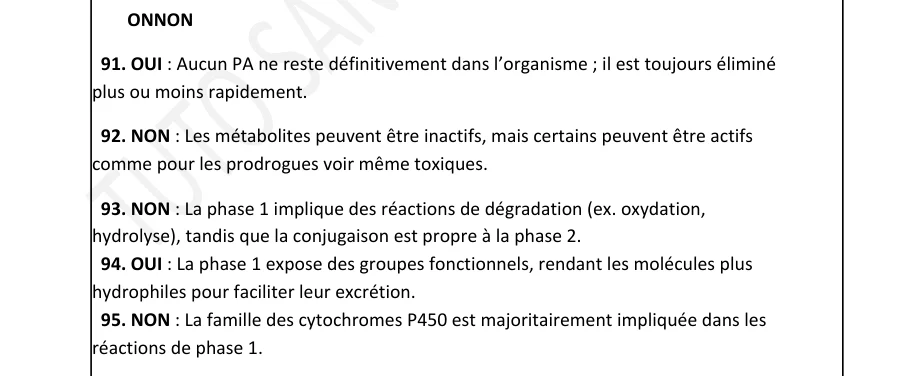 ONNON
91. OUI : Aucun PA ne reste définitivement dans l’organisme ; il est toujours éliminé
plus ou moins rapidement.
92. NON : Les métabolites peuvent être inactifs, mais certains peuvent être actifs
comme pour les prodrogues voir même toxiques.
93. NON : La phase 1 implique des réactions de dégradation (ex. oxydation,
hydrolyse), tandis que la conjugaison est propre à la phase 2.
94. OUI : La phase 1 expose des groupes fonctionnels, rendant les molécules plus
hydrophiles pour faciliter leur excrétion.
95. NON : La famille des cytochromes P450 est majoritairement impliquée dans les
réactions de phase 1.